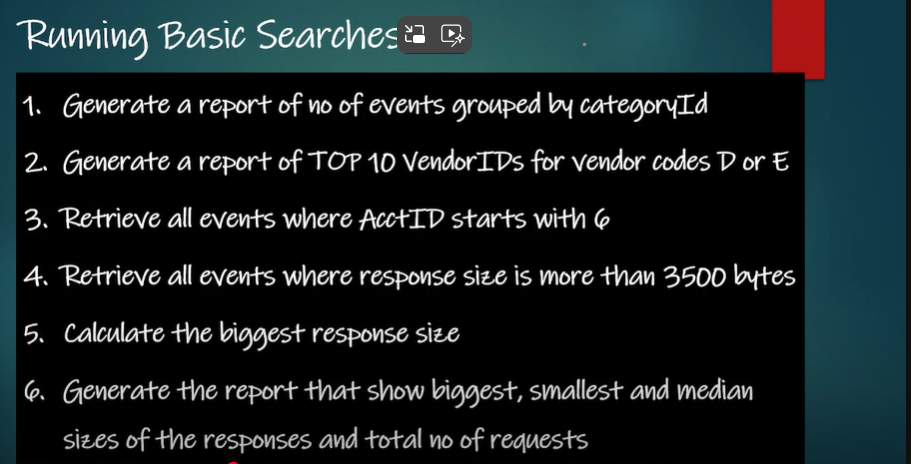 Running Basic Searches
1. Generate a report of no of events grouped by categoryId
2. Generate a report of TOP 10 VendorIDs for vendor codes D or E
3. Retrieve all events where AcctID starts with 6
4. Retrieve all events where response size is more than 3500 bytes
5. Calculate the biggest response size
6. Generate the report that show biggest, smallest and median
sizes of the responses and total no of requests